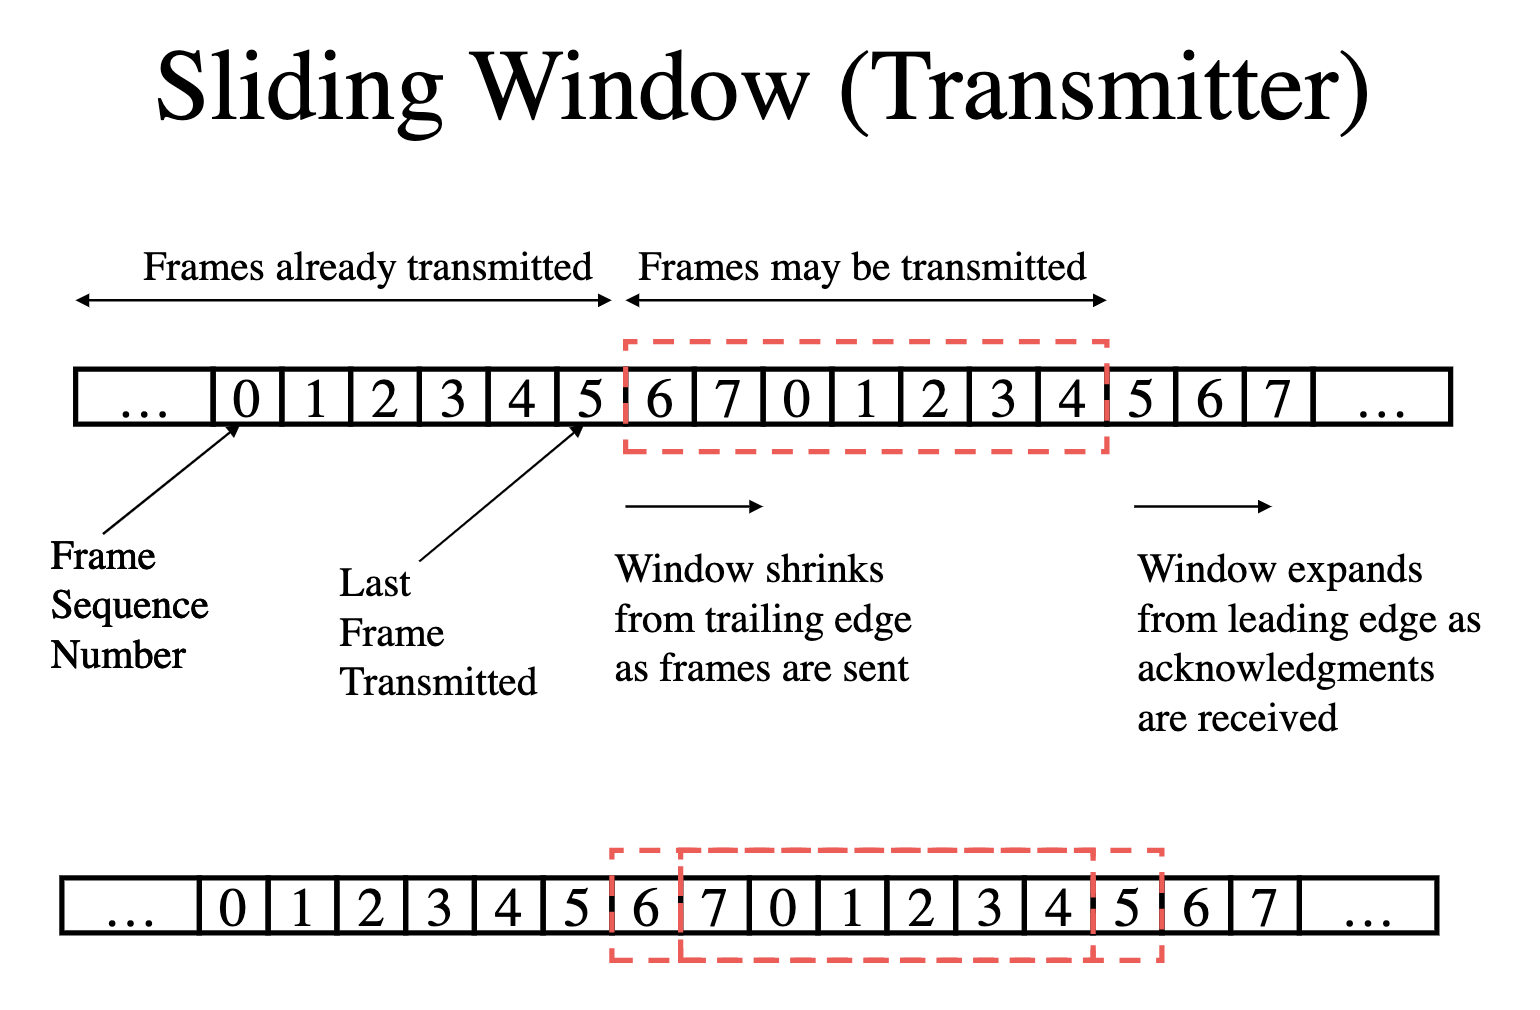 Sliding Window (Transmitter)
Frames already transmitted
Frames may be transmitted
… 0 1 2 3 4 5 6 7 0 1 2 3 4 5 6 7 …
Frame
Sequence
Number
Last
Frame
Transmitted
Window shrinks
from trailing edge
as frames are sent
Window expands
from leading edge as
acknowledgments
are received
… 0 1 2 3 4 5 6 7 0 1 2 3 4 5 6 7 …